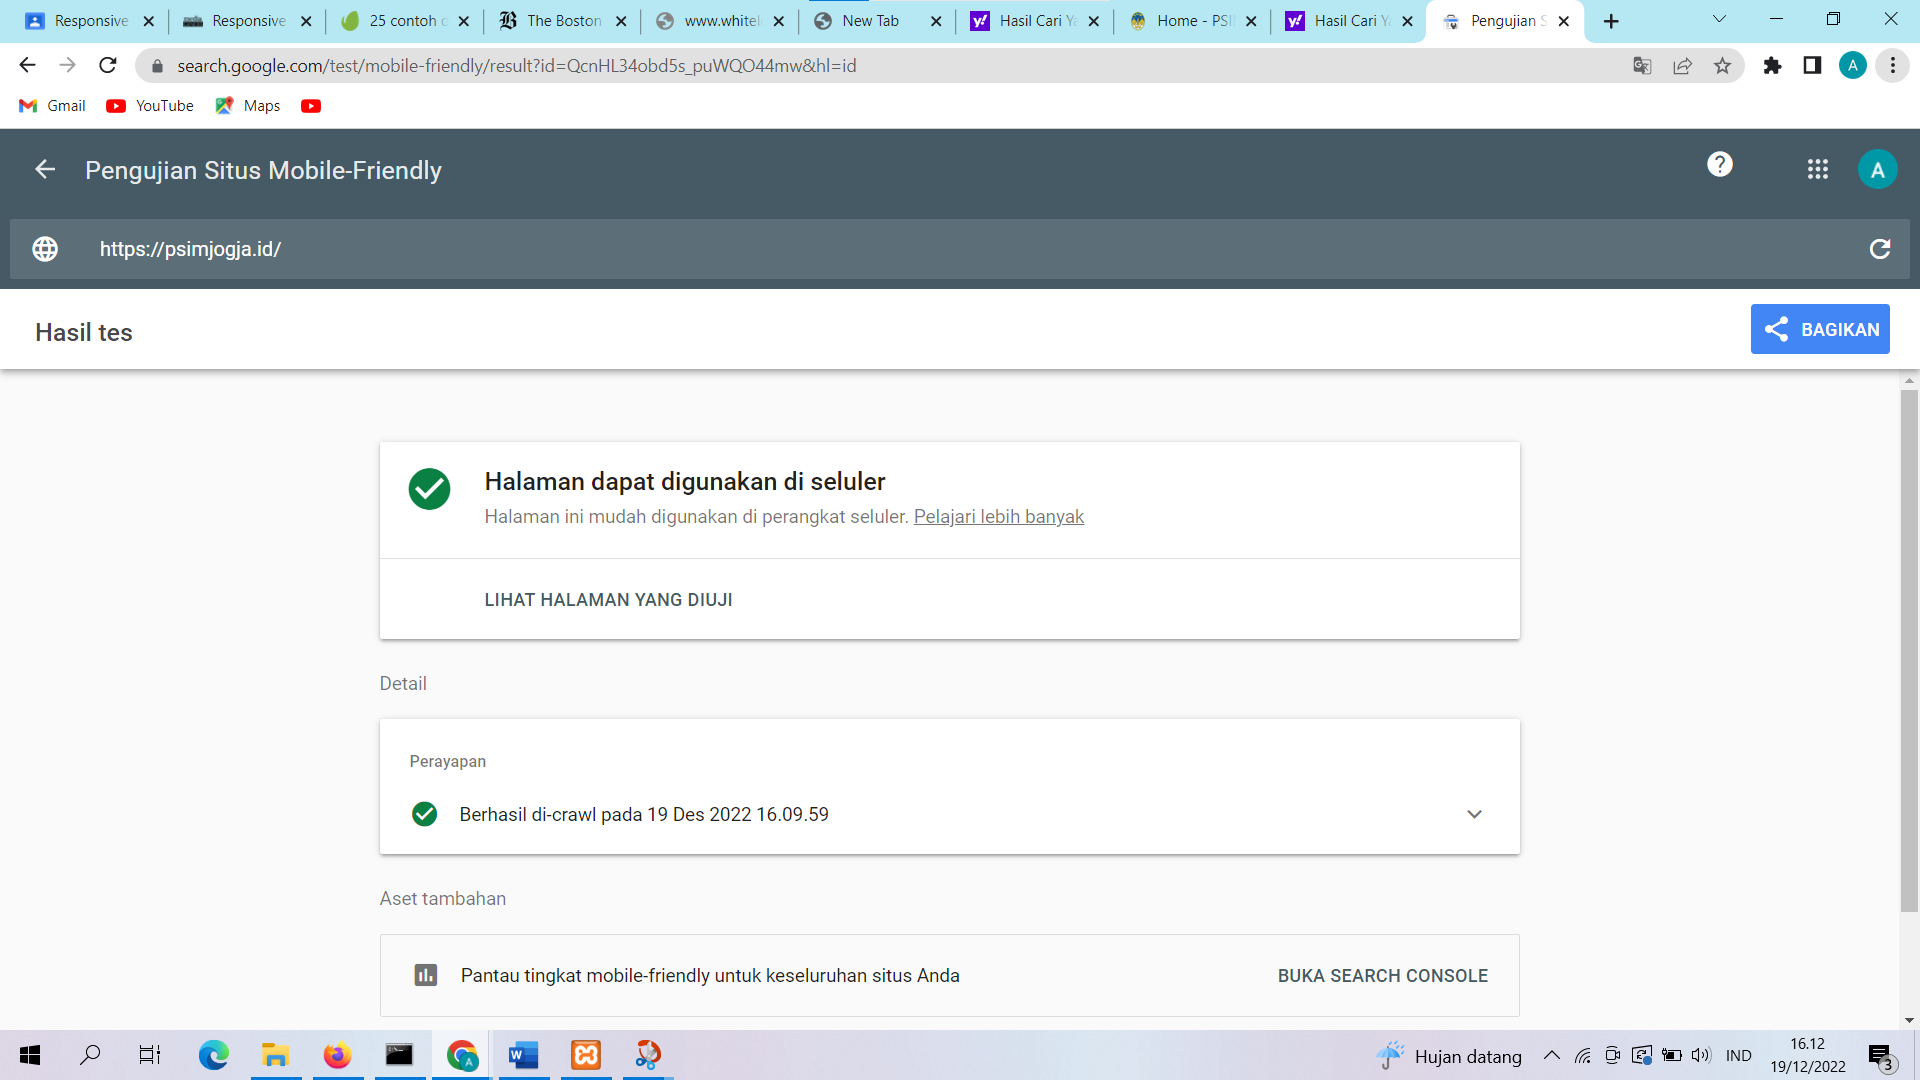 Responsive
Responsive
25 contoh
The Boston
www.white
New Tab
Hasil Cari Ya
Home - PSI
Hasil Cari Y
Pengujian S
search.google.com/test/mobile-friendly/result?id=QcnHL34obd5s_puWQO44mw&hl=id
A
Gmail
YouTube
Maps
Pengujian Situs Mobile-Friendly
A
https://psimjogja.id/
Hasil tes
BAGIKAN
Halaman dapat digunakan di seluler
Halaman ini mudah digunakan di perangkat seluler. Pelajari lebih banyak
LIHAT HALAMAN YANG DIUJI
Detail
Perayapan
Berhasil di-crawl pada 19 Des 2022 16.09.59
Aset tambahan
Pantau tingkat mobile-friendly untuk keseluruhan situs Anda
BUKA SEARCH CONSOLE
Hujan datang
IND
16.12
19/12/2022
3